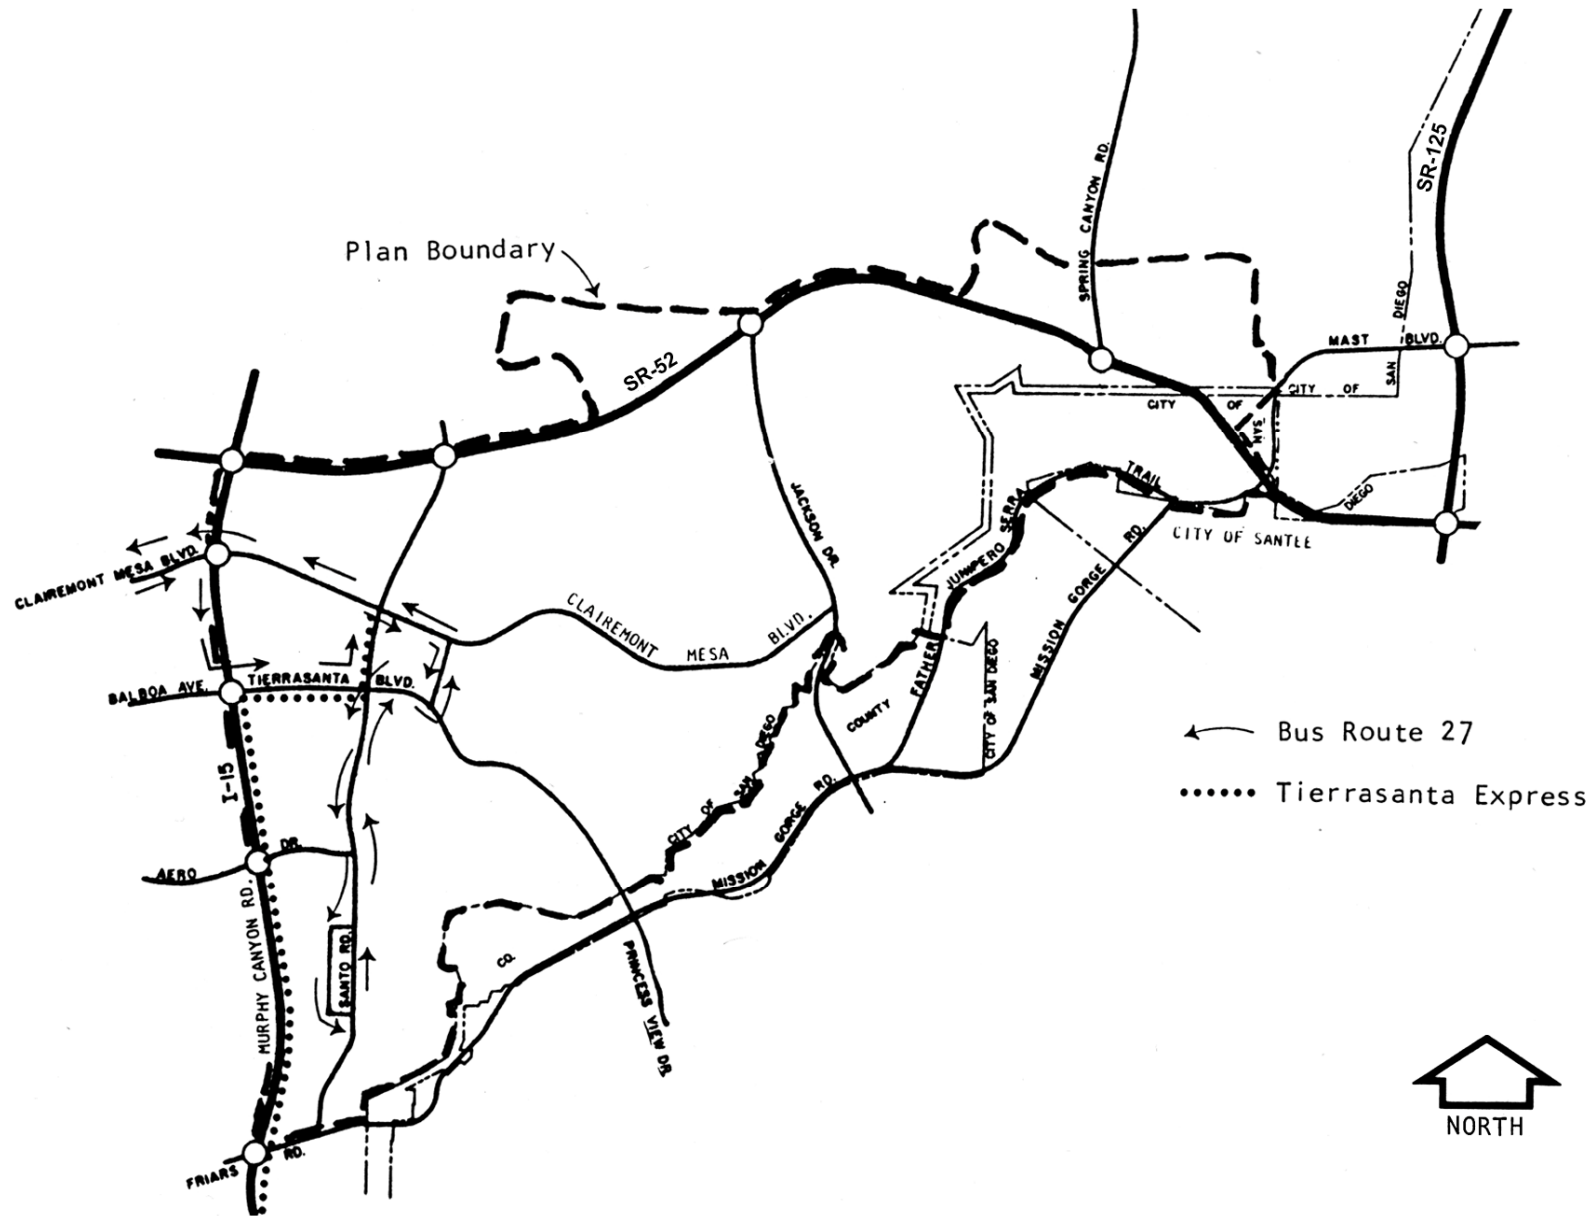 SPRING CANYON RD.
SR-125
Plan Boundary
SR-52
MAST BLVD.
SAN DIEGO
CITY OF
CITY OF
SAN
DIEGO
CITY OF SANTEE
JACKSON DR.
FATHER JUNIPERO SERRA TRAIL
MISSION GORGE RD.
CLAIREMONT MESA BLVD.
CLAIREMONT MESA BLVD.
BALBOA AVE.
TIERRASANTA BLVD.
COUNTY
CITY OF SAN DIEGO
CITY OF SAN DIEGO
I-15
AERO DR.
MISSION GORGE RD.
MURPHY CANYON RD.
SANTO RD.
CO.
PRINCESS VIEW DR.
FRIARS RD.
Bus Route 27
Tierrasanta Express
NORTH